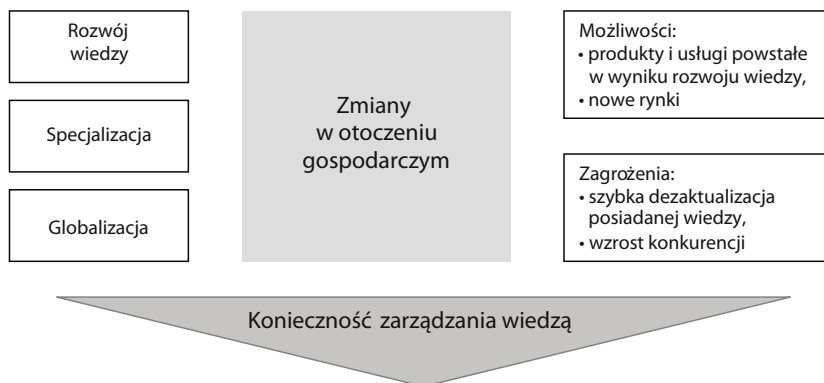 Rozwój
wiedzy
Specjalizacja
Globalizacja
Zmiany
w otoczeniu
gospodarczym
Możliwości:
• produkty i usługi powstałe
w wyniku rozwoju wiedzy,
• nowe rynki
Zagrożenia:
• szybka dezaktualizacja
posiadanej wiedzy,
• wzrost konkurencji
Konieczność zarządzania wiedzą